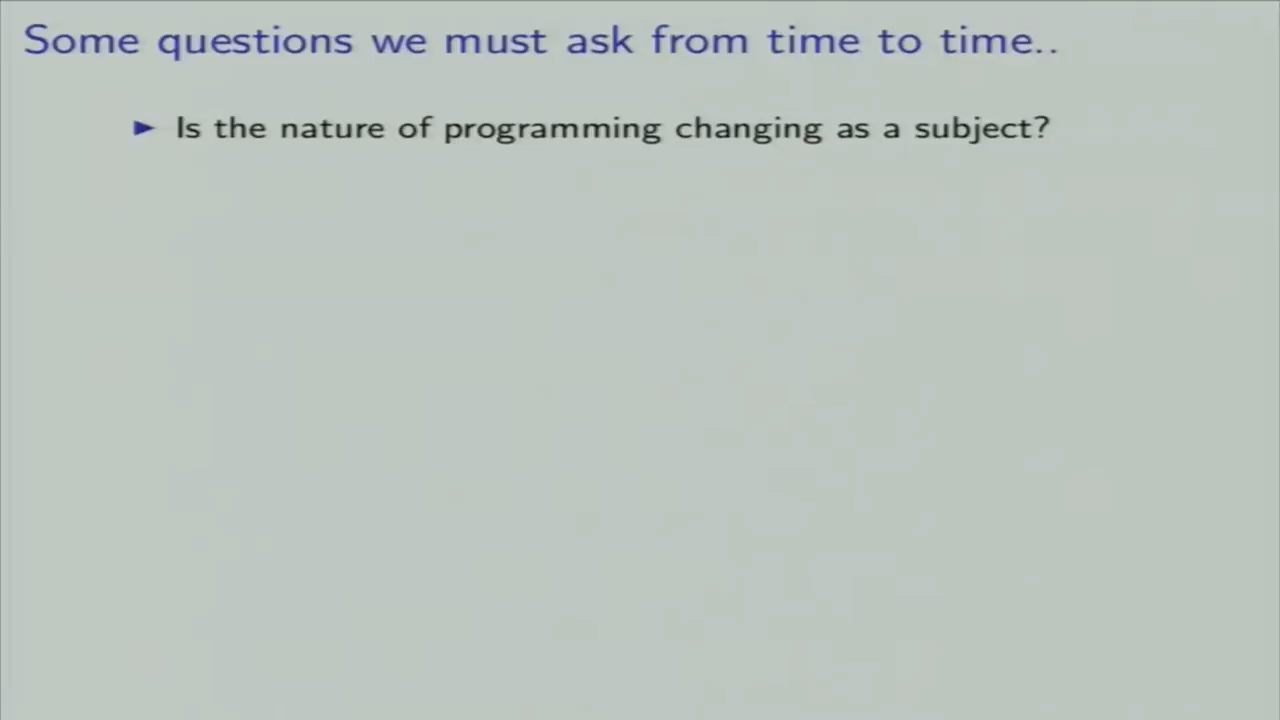 Some questions we must ask from time to time..
Is the nature of programming changing as a subject?